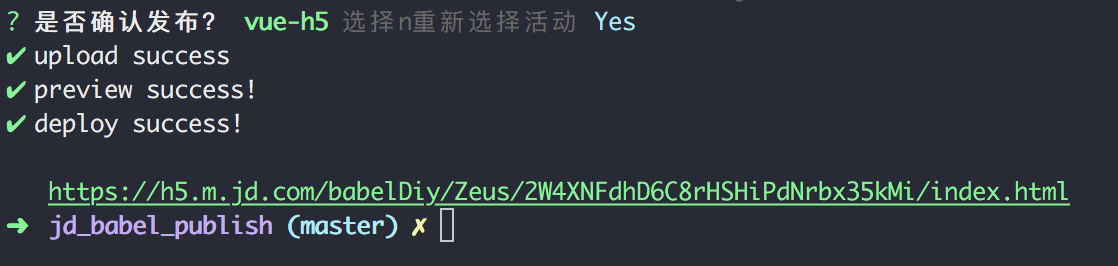 ? 是否确认发布? vue-h5 选择n重新选择活动 Yes
✔ upload success
✔ preview success!
✔ deploy success!
https://h5.m.jd.com/babelDiy/Zeus/2W4XNFdhD6C8rHSHiPdNrbx35kMi/index.html
➜ jd_babel_publish (master) ✗